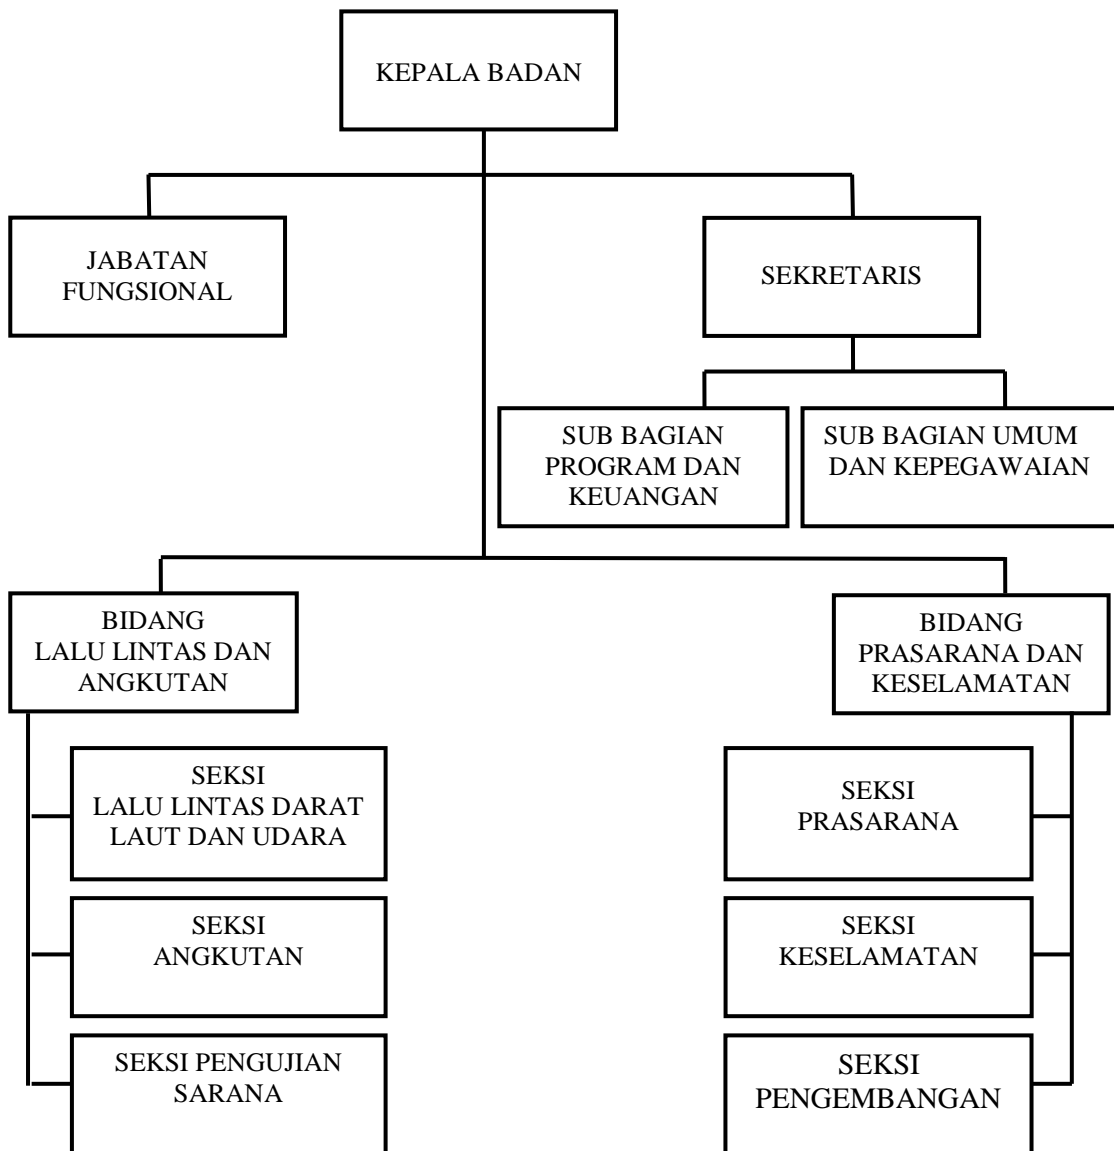 KEPALA BADAN
JABATAN
FUNGSIONAL
SEKRETARIS
SUB BAGIAN
PROGRAM DAN
KEUANGAN
SUB BAGIAN UMUM
DAN KEPEGAWAIAN
BIDANG
LALU LINTAS DAN
ANGKUTAN
BIDANG
PRASARANA DAN
KESELAMATAN
SEKSI
LALU LINTAS DARAT
LAUT DAN UDARA
SEKSI
PRASARANA
SEKSI
ANGKUTAN
SEKSI
KESELAMATAN
SEKSI PENGUJIAN
SARANA
SEKSI
PENGEMBANGAN